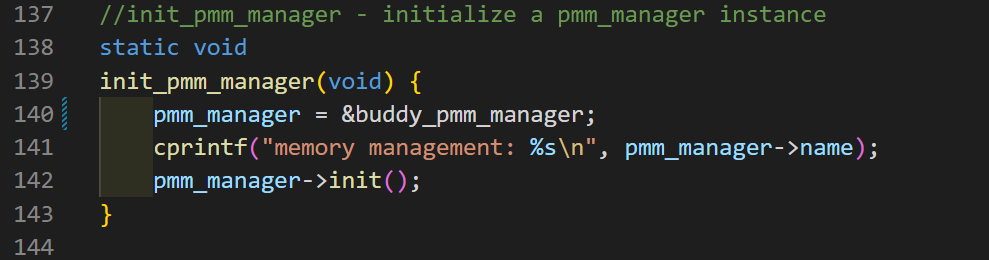 137 //init_pmm_manager - initialize a pmm_manager instance
138 static void
139 init_pmm_manager(void) {
140     pmm_manager = &buddy_pmm_manager;
141     cprintf("memory management: %s\n", pmm_manager->name);
142     pmm_manager->init();
143 }
144